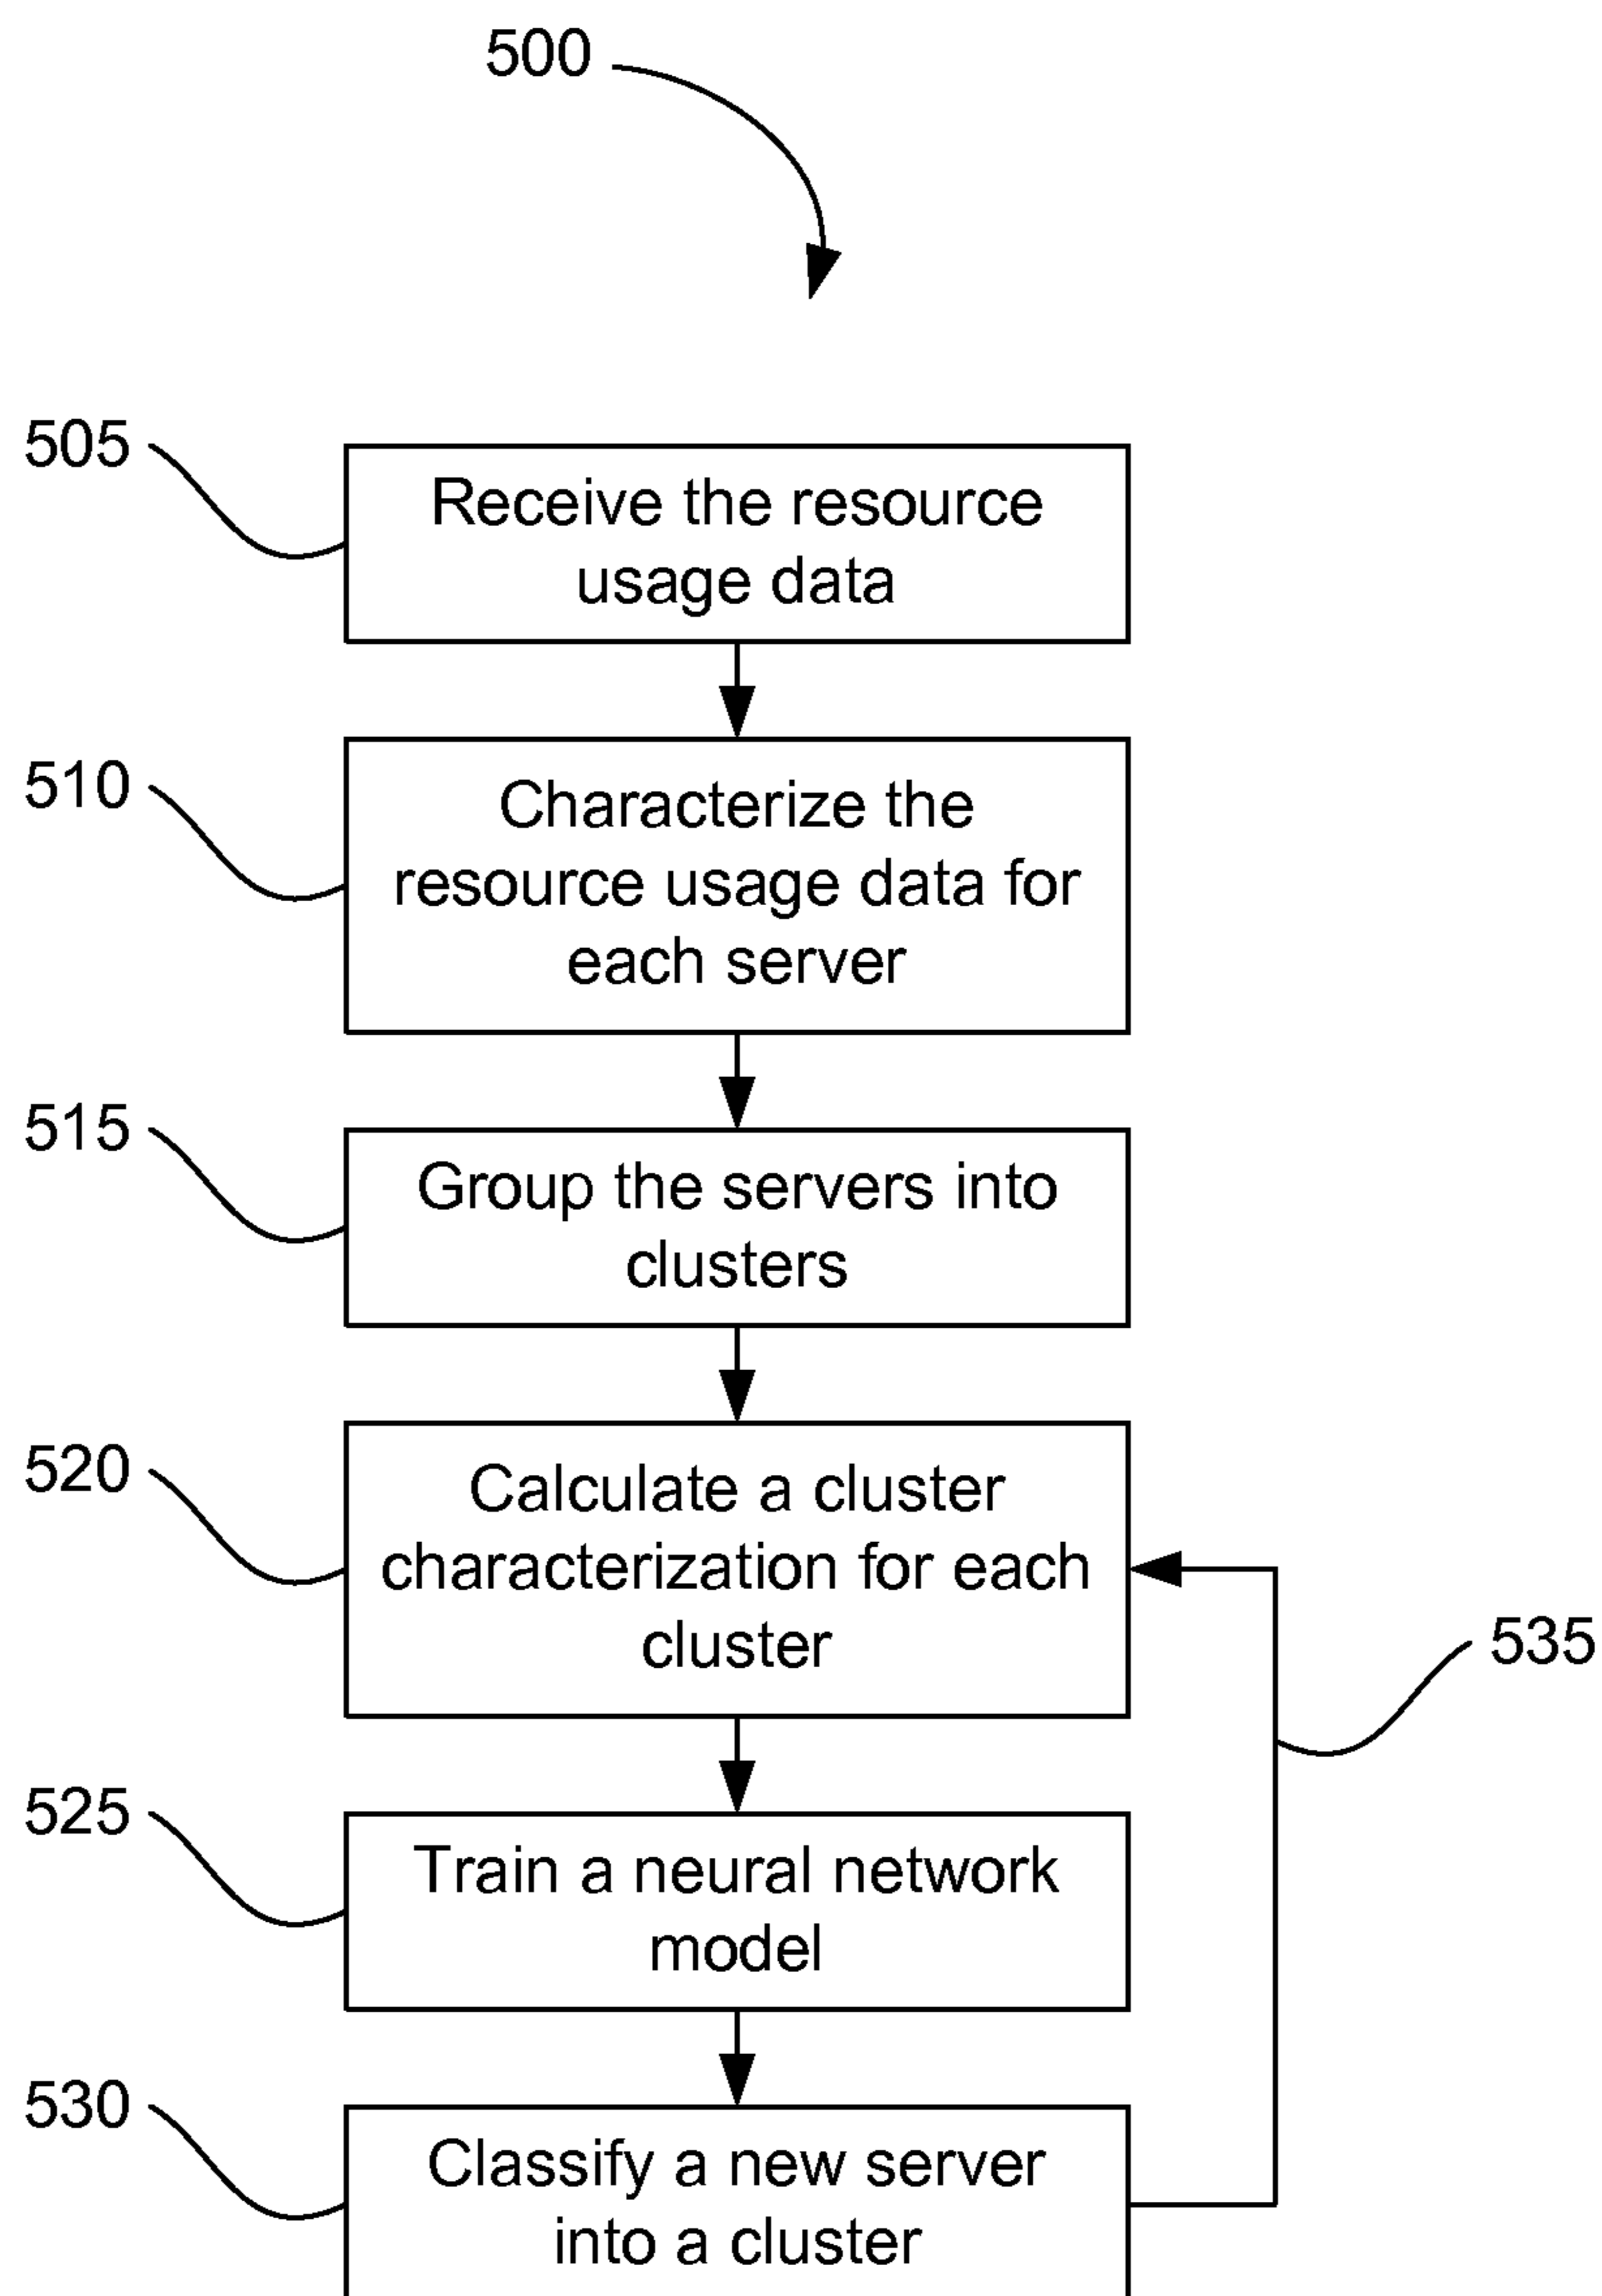 500
505
Receive the resource
usage data
510
Characterize the
resource usage data for
each server
515
Group the servers into
clusters
520
Calculate a cluster
characterization for each
cluster
535
525
Train a neural network
model
530
Classify a new server
into a cluster